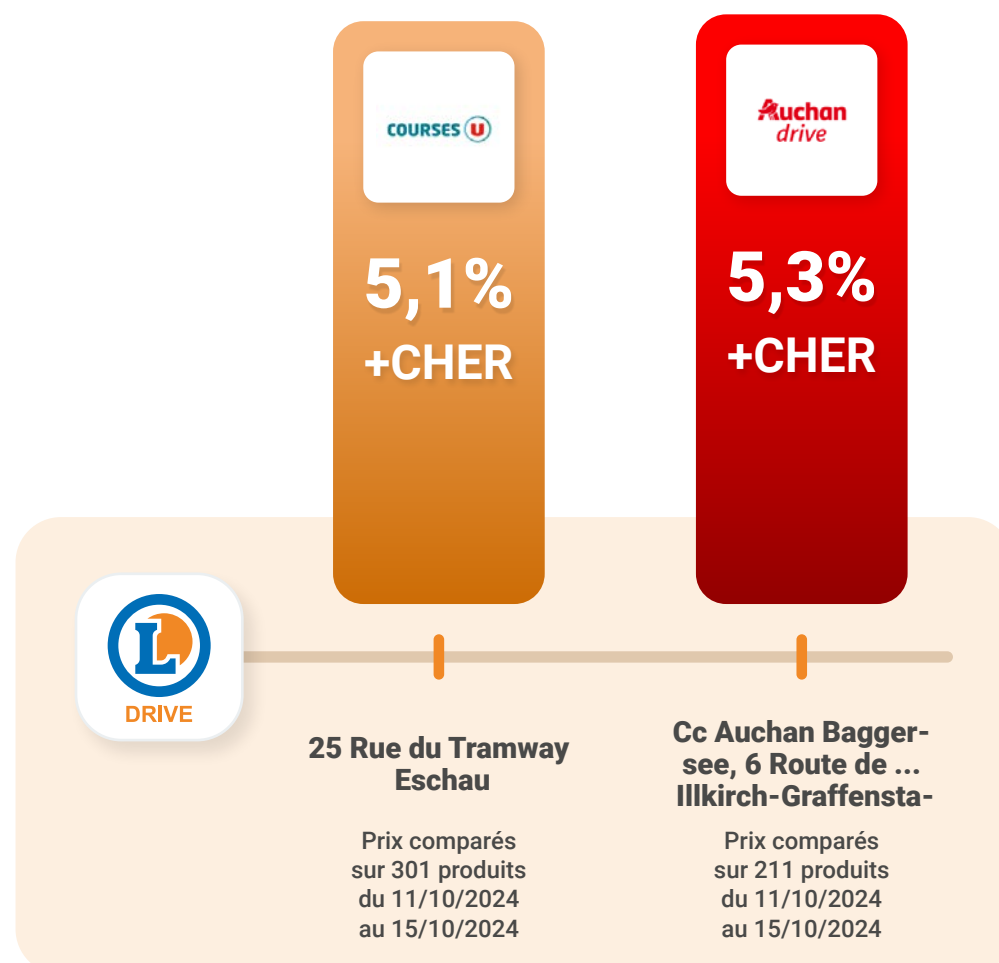 COURSES U
5,1%
+CHER
Auchan
drive
5,3%
+CHER
L
DRIVE
25 Rue du Tramway
Eschau
Prix comparés
sur 301 produits
du 11/10/2024
au 15/10/2024
Cc Auchan Bagger-
see, 6 Route de ...
Illkirch-Graffensta-
Prix comparés
sur 211 produits
du 11/10/2024
au 15/10/2024